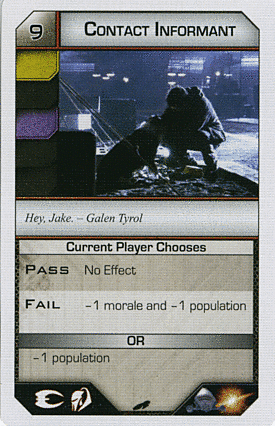 9 CONTACT INFORMANT
Hey, Jake. – Galen Tyrol
Current Player Chooses
PASS No Effect
FAIL -1 morale and -1 population
OR
-1 population